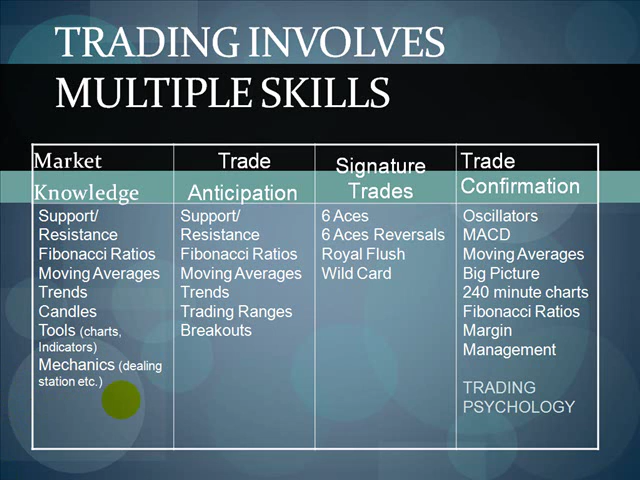 TRADING INVOLVES
MULTIPLE SKILLS
Market
Knowledge
Support/
Resistance
Fibonacci Ratios
Moving Averages
Trends
Candles
Tools (charts,
Indicators)
Mechanics (dealing
station etc.)
Trade
Anticipation
Support/
Resistance
Fibonacci Ratios
Moving Averages
Trends
Trading Ranges
Breakouts
Signature
Trades
6 Aces
6 Aces Reversals
Royal Flush
Wild Card
Trade
Confirmation
Oscillators
MACD
Moving Averages
Big Picture
240 minute charts
Fibonacci Ratios
Margin
Management
TRADING
PSYCHOLOGY